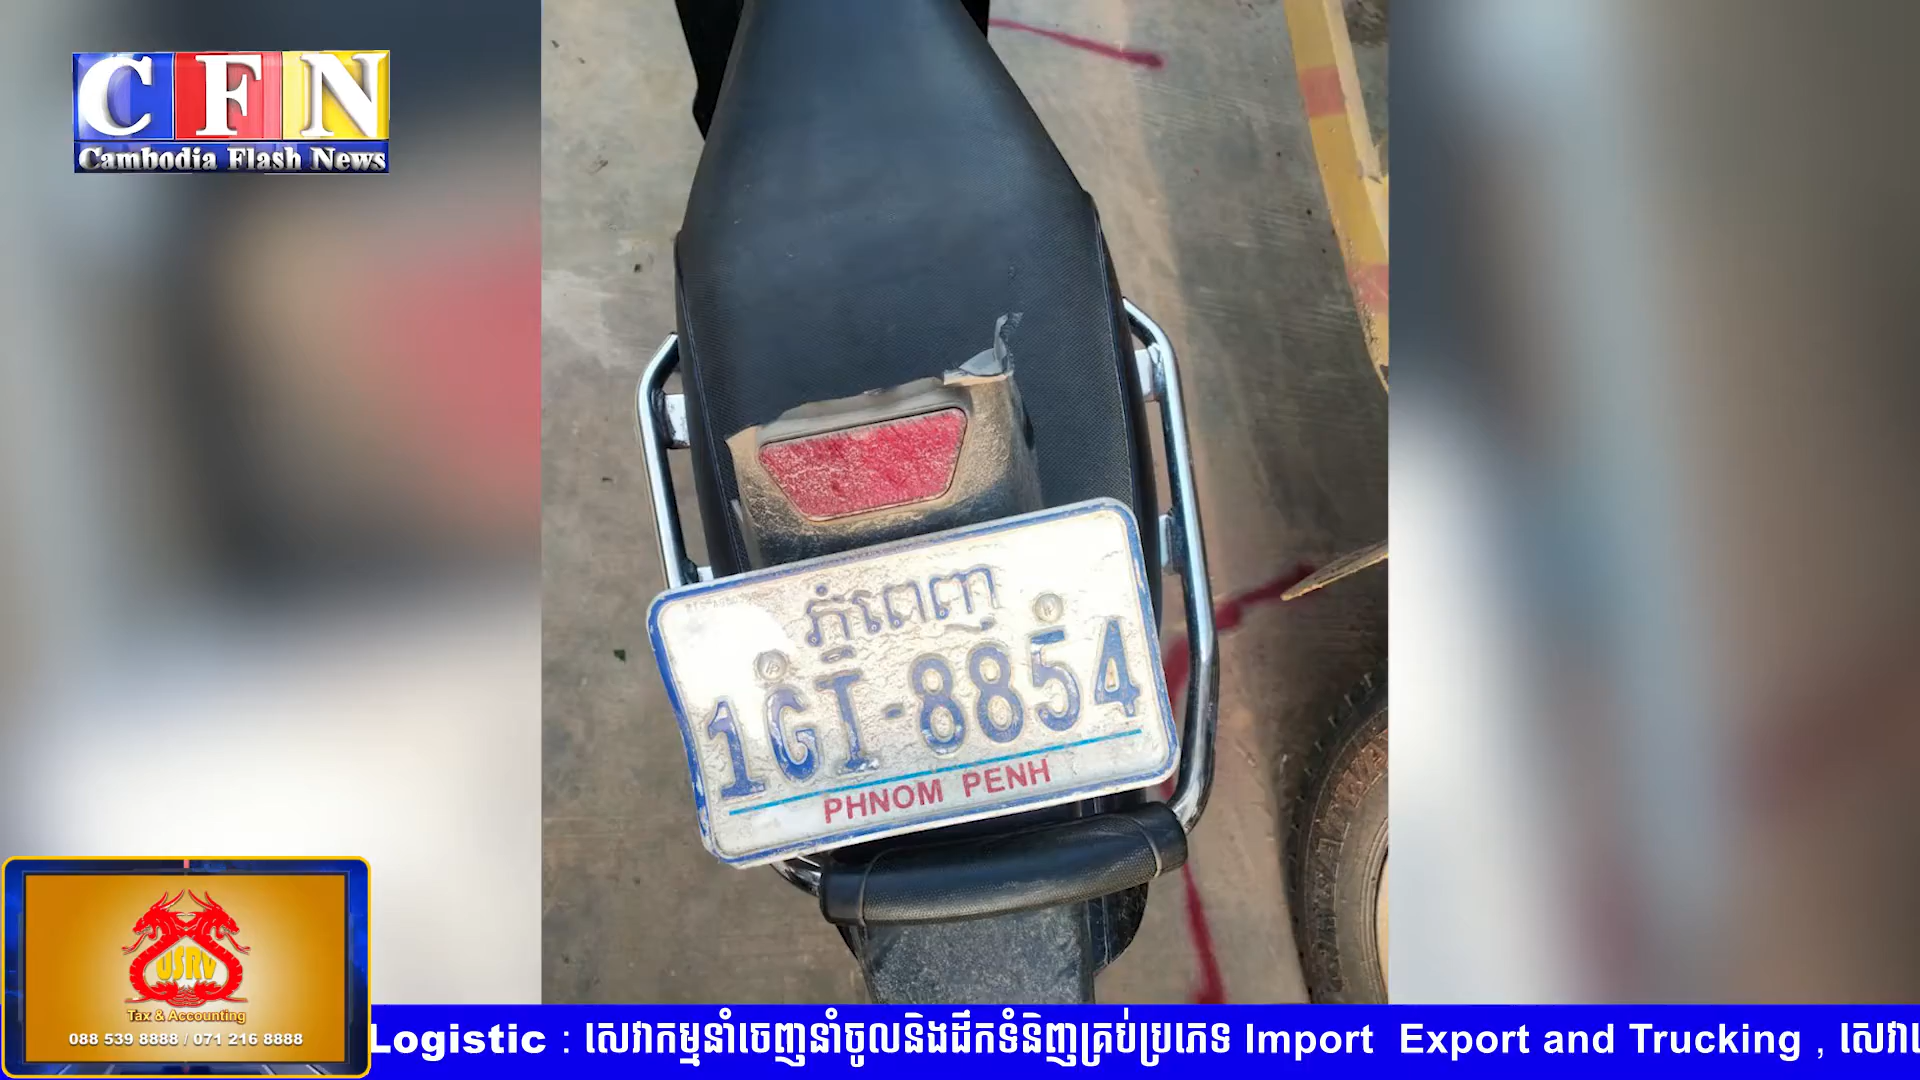 CFN
Cambodia Flash News
ភ្នំពេញ
1GI-8854
PHNOM PENH
USRV
Tax & Accounting
088 539 8888 / 071 216 8888
Logistic : សេវាកម្មនាំចេញនាំចូលនិងដឹកទំនិញគ្រប់ប្រភេទ Import Export and Trucking ,